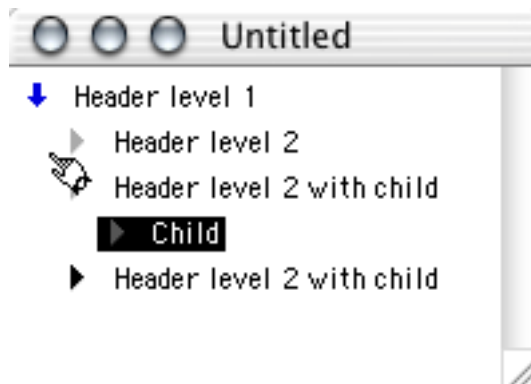 Untitled
Header level 1
Header level 2
Header level 2 with child
Child
Header level 2 with child